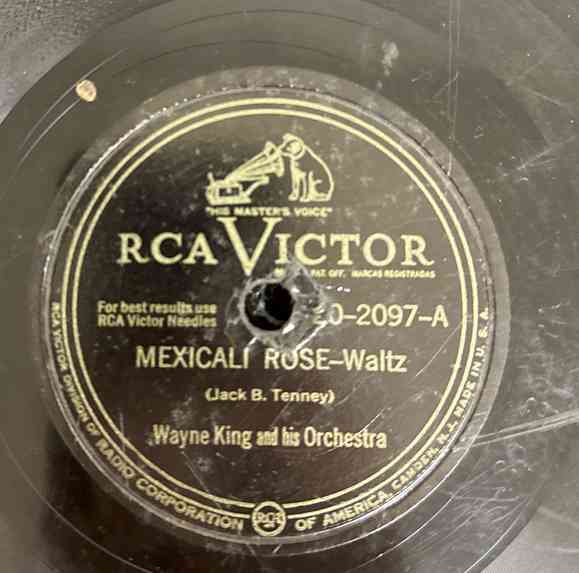 "HIS MASTER'S VOICE"
RCA VICTOR
PAT. OFF. MARCAS REGISTRADAS
For best results use
RCA Victor Needles
0-2097-A
MEXICALI ROSE—Waltz
(Jack B. Tenney)
Wayne King and his Orchestra
RCA VICTOR DIVISION OF RADIO CORPORATION OF AMERICA, CAMDEN, N. J. MADE IN U. S. A.
RCA